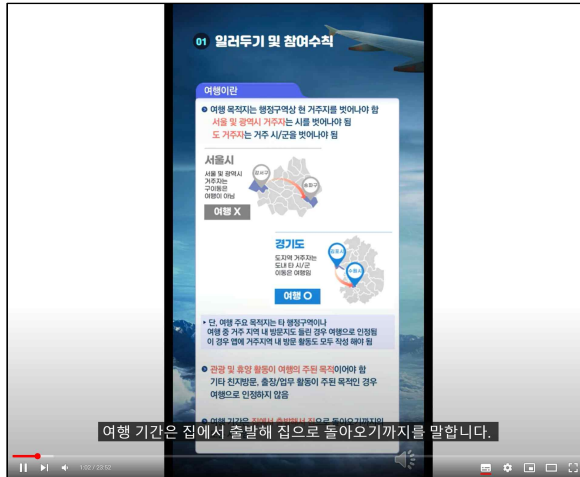 01 일러두기 및 참여수칙
여행이란
여행 목적지는 행정구역상 현 거주지를 벗어나야 함
서울 및 광역시 거주자는 시를 벗어나야 됨
도 거주자는 거주 시/군을 벗어나야 됨
서울시
서울 및 광역시
거주자는
구이동은
여행이 아님
강서구
송파구
여행 X
경기도
도지역 거주자는
도내 타 시/군
이동은 여행임
수원시
여행 O
단, 여행 주요 목적지는 타 행정구역이나
여행 중 거주 지역 내 방문지도 들린 경우 여행으로 인정됨
이 경우 앱에 거주지역 내 방문 활동도 모두 작성 해야 됨
관광 및 휴양 활동이 여행의 주된 목적이어야 함
기타 친지방문, 출장/업무 활동이 주된 목적인 경우
여행으로 인정하지 않음
여행 기간은 집에서 출발해 집으로 돌아오기까지를 말합니다.
1:02 / 23:52